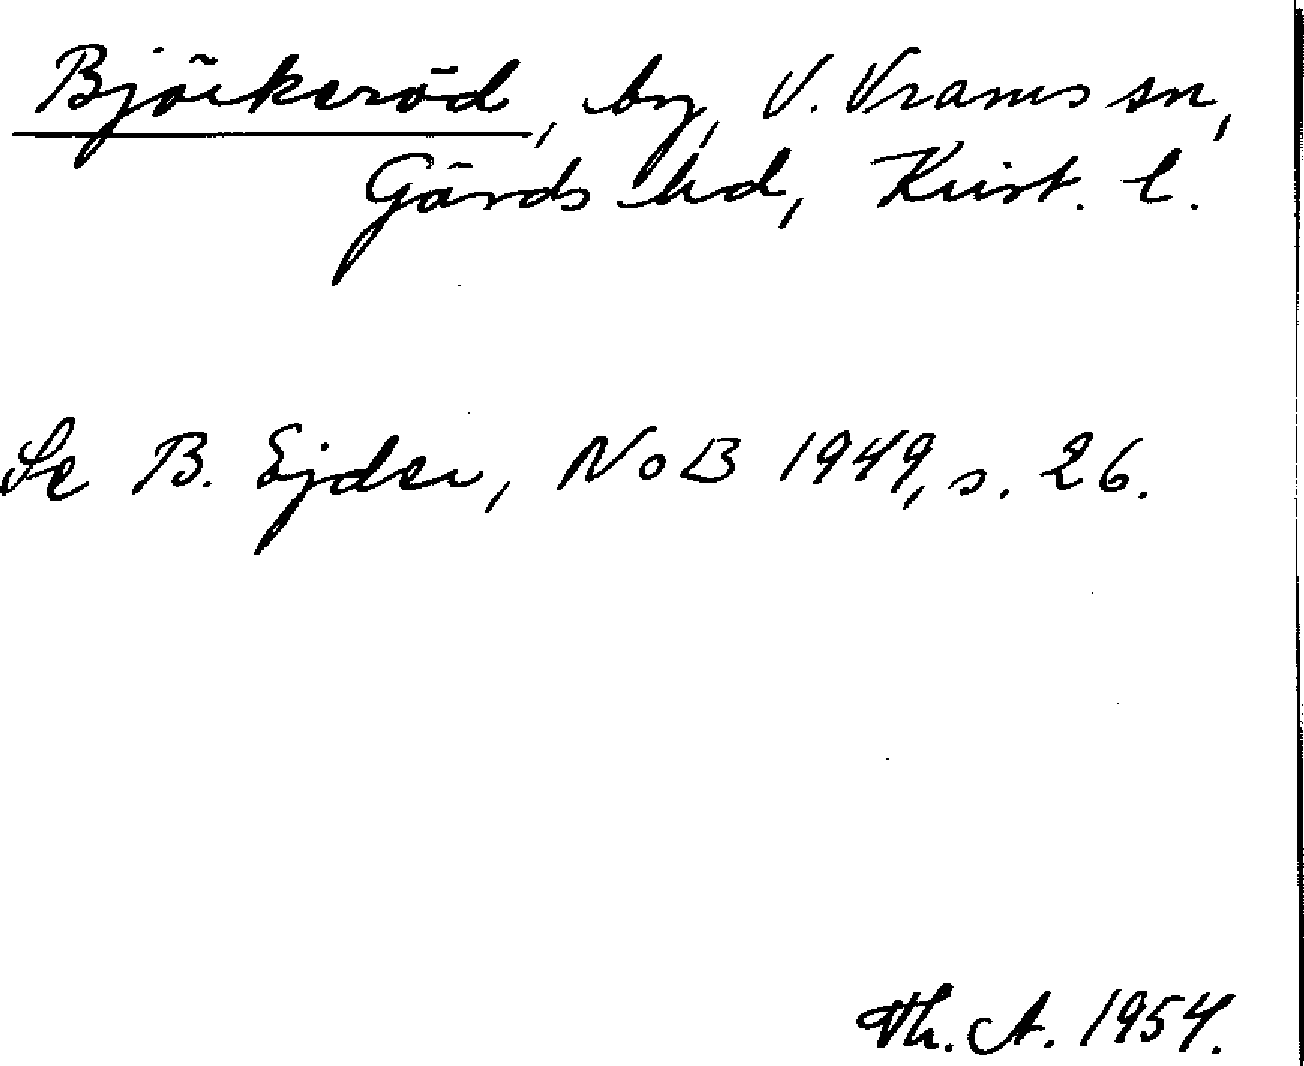 Björkeröd, by, V. Vrams sn,
Gärds hd, Krist. l.
Se B. Ejder, NoB 1949, s. 26.
Th. A. 1954.